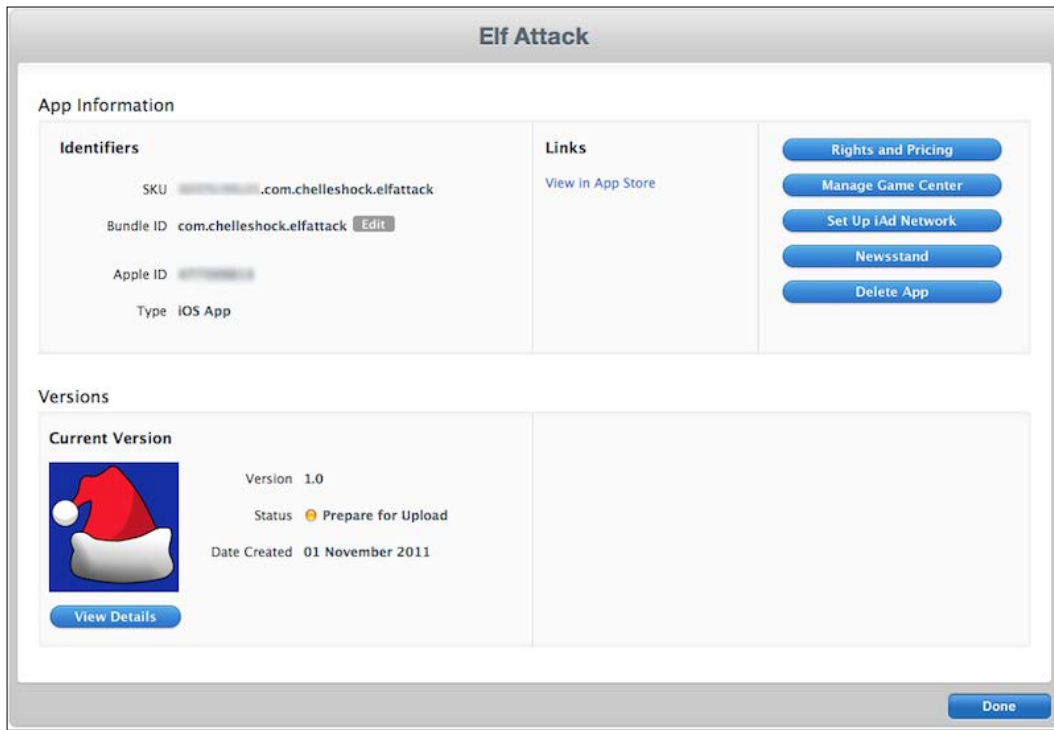 Elf Attack
App Information
Identifiers
Links
SKU .com.chelleshock.elfattack
Bundle ID com.chelleshock.elfattack Edit
Apple ID
Type iOS App
View in App Store
Rights and Pricing
Manage Game Center
Set Up iAd Network
Newsstand
Delete App
Versions
Current Version
Version 1.0
Status Prepare for Upload
Date Created 01 November 2011
View Details
Done